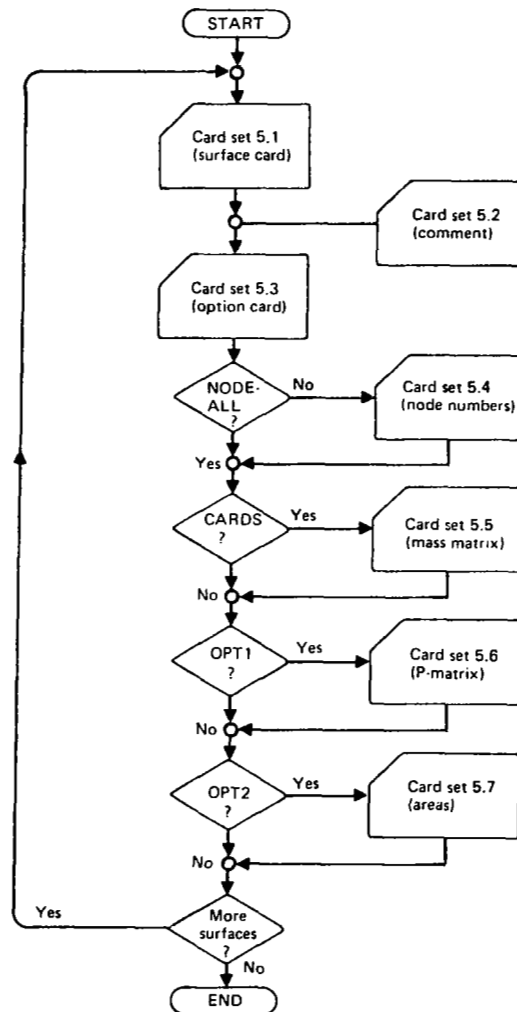 START
Card set 5.1
(surface card)
Card set 5.2
(comment)
Card set 5.3
(option card)
NODE-
ALL
?
No
Card set 5.4
(node numbers)
Yes
CARDS
?
Yes
Card set 5.5
(mass matrix)
No
OPT1
?
Yes
Card set 5.6
(P-matrix)
No
OPT2
?
Yes
Card set 5.7
(areas)
No
Yes
More
surfaces
?
No
END